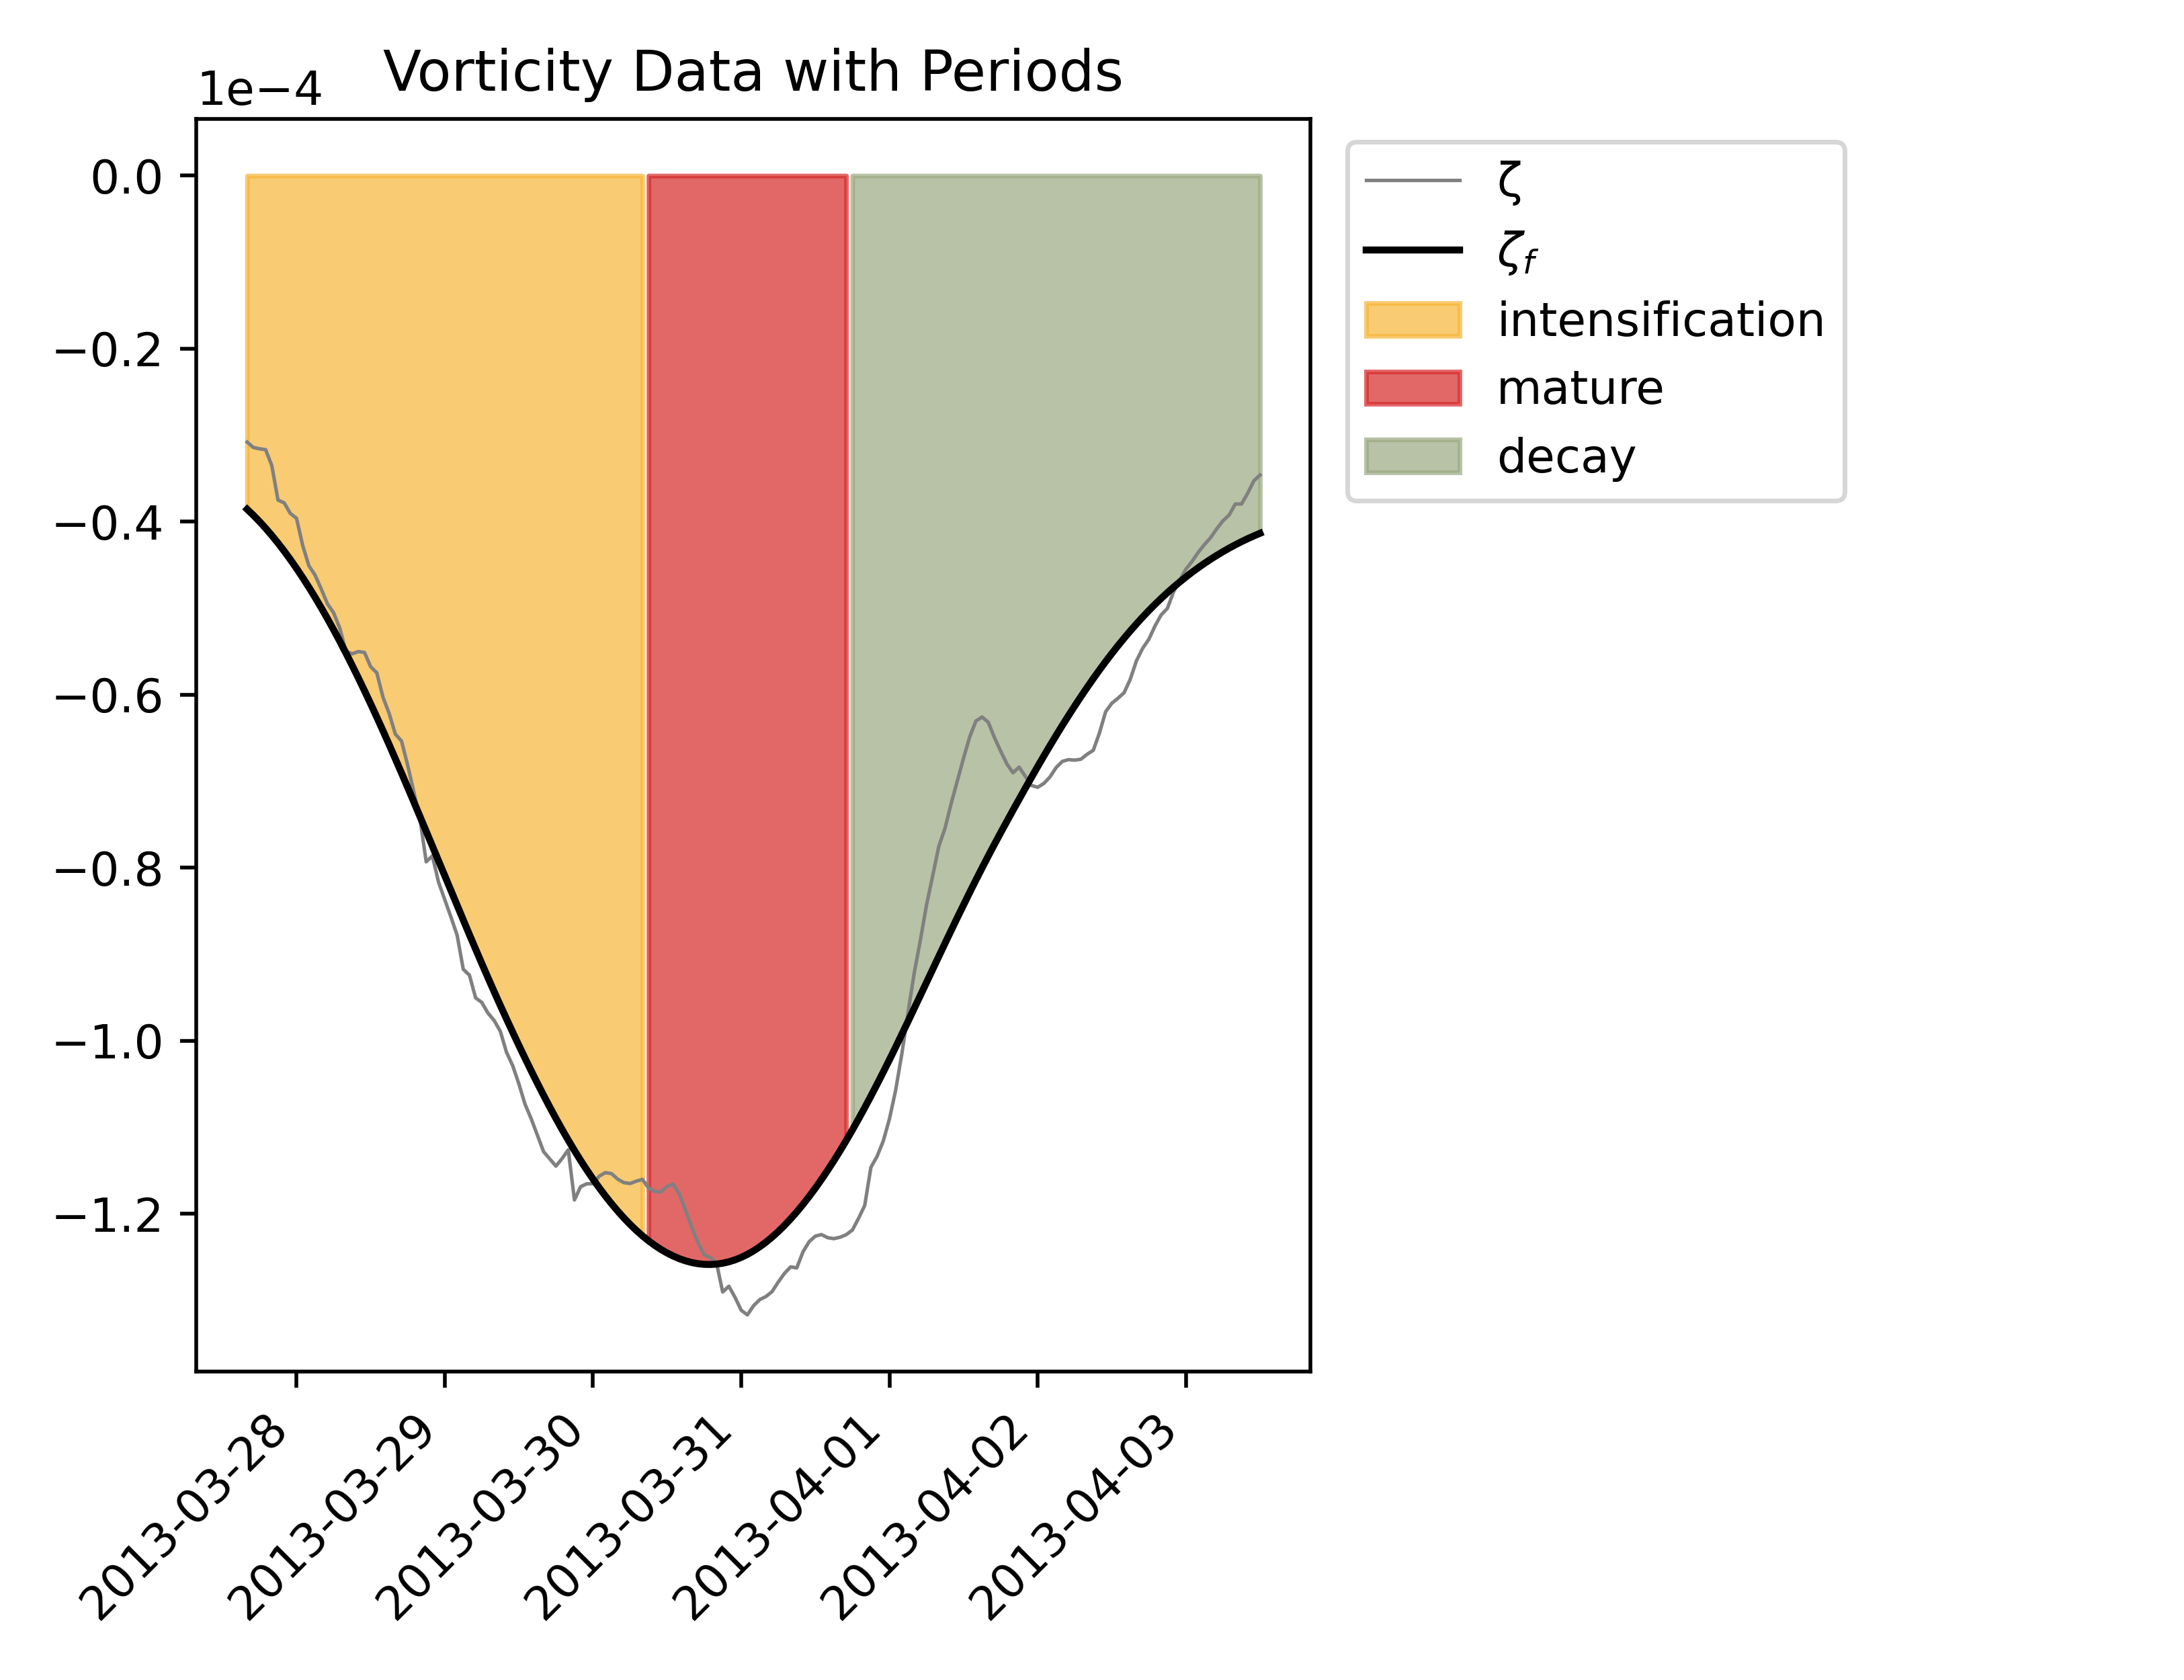 Vorticity Data with Periods
1e−4
0.0
−0.2
−0.4
−0.6
−0.8
−1.0
−1.2
2013-03-28
2013-03-29
2013-03-30
2013-03-31
2013-04-01
2013-04-02
2013-04-03
ζ
ζf
intensification
mature
decay